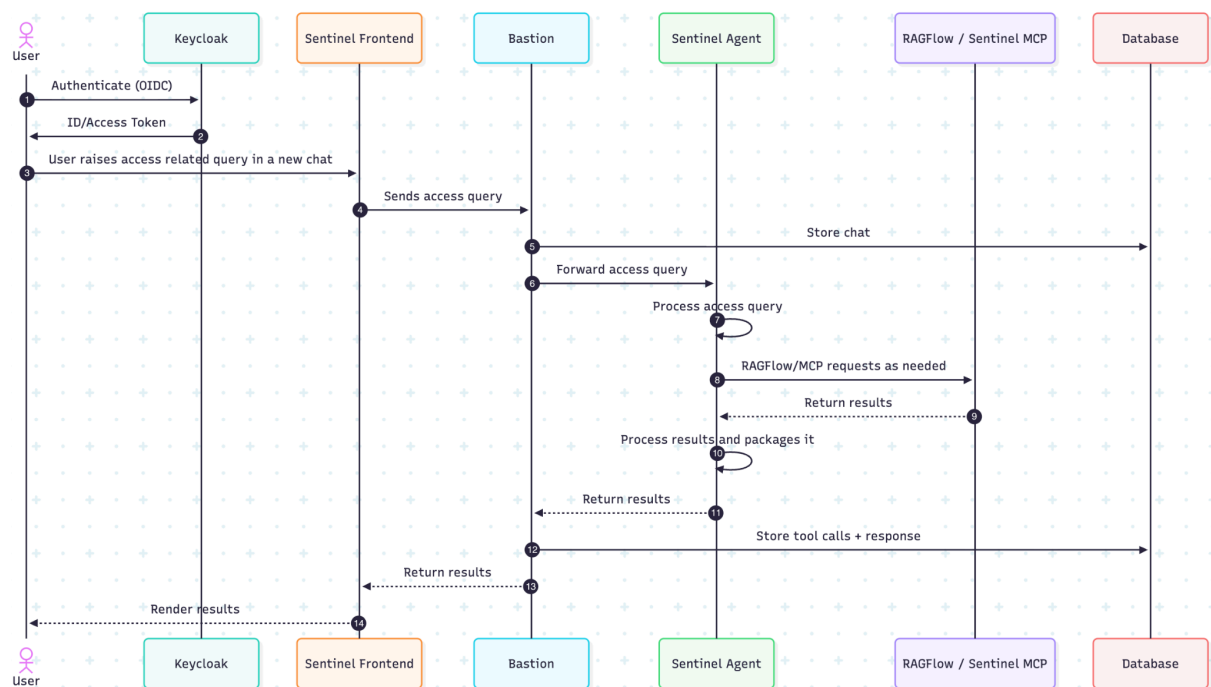 User
Keycloak
Sentinel Frontend
Bastion
Sentinel Agent
RAGFlow / Sentinel MCP
Database
1
Authenticate (OIDC)
2
ID/Access Token
3
User raises access related query in a new chat
4
Sends access query
5
Store chat
6
Forward access query
7
Process access query
8
RAGFlow/MCP requests as needed
9
Return results
10
Process results and packages it
11
Return results
12
Store tool calls + response
13
Return results
14
Render results
User
Keycloak
Sentinel Frontend
Bastion
Sentinel Agent
RAGFlow / Sentinel MCP
Database